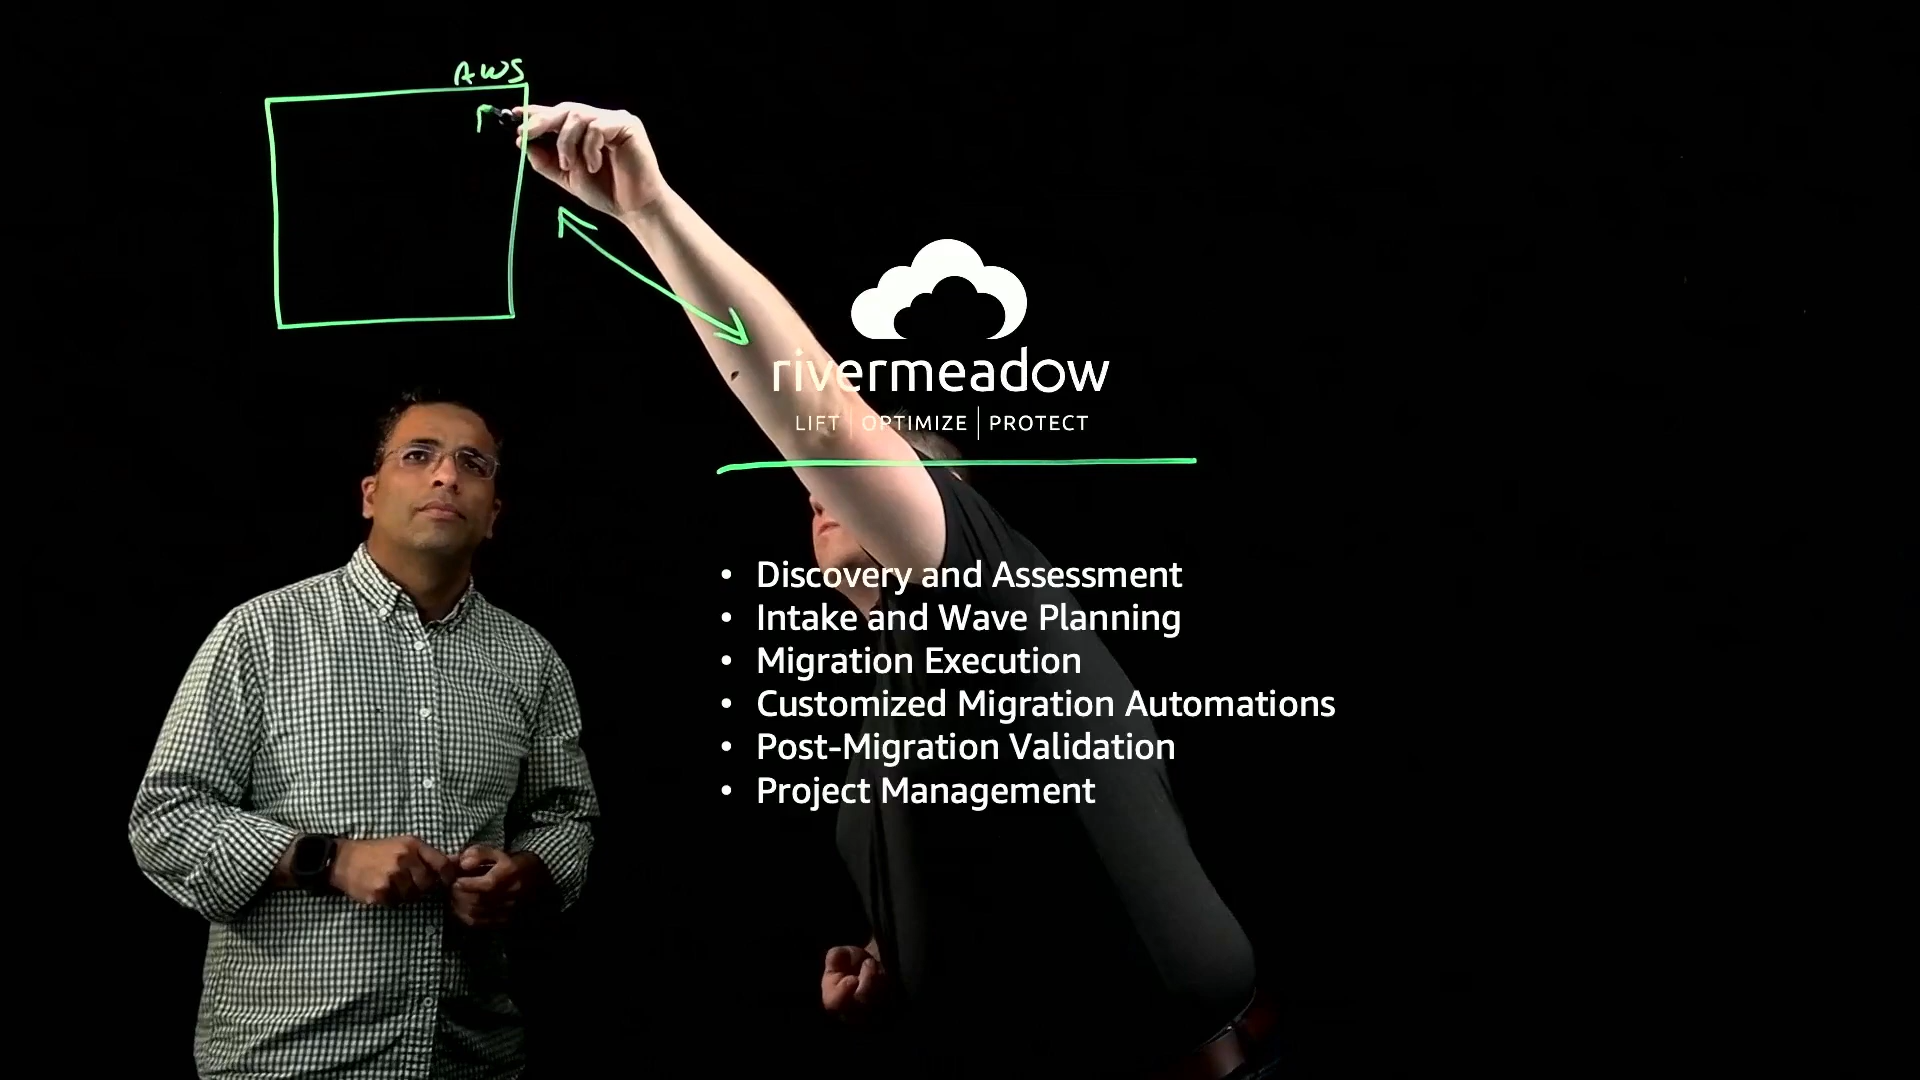 AWS
rivermeadow
LIFT | OPTIMIZE | PROTECT
• Discovery and Assessment
• Intake and Wave Planning
• Migration Execution
• Customized Migration Automations
• Post-Migration Validation
• Project Management